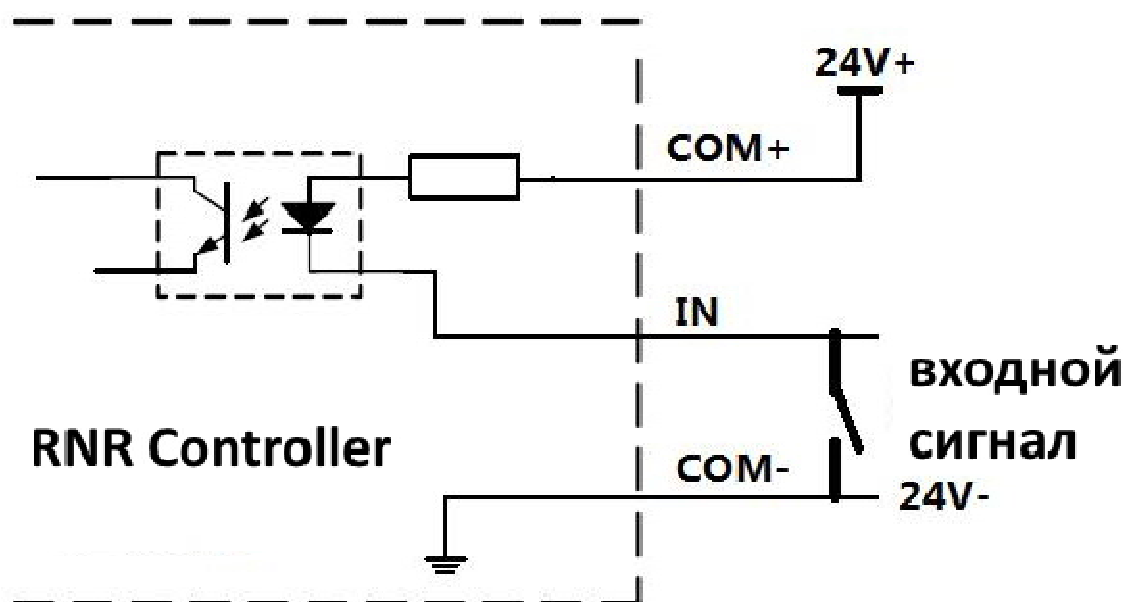 24V+
COM+
IN
входной
сигнал
RNR Controller
COM-
24V-